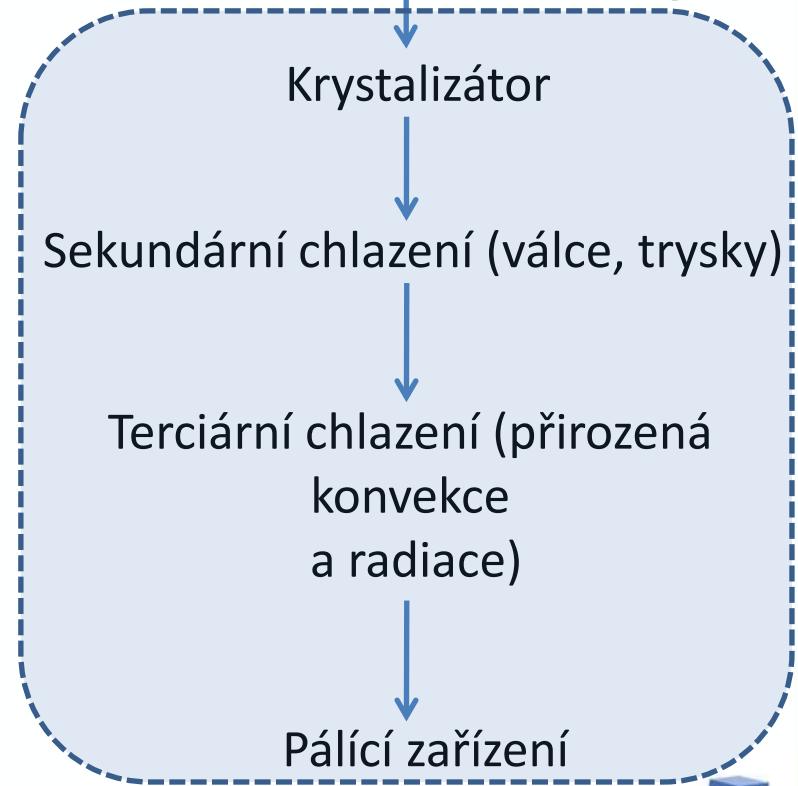 Krystalizátor
Sekundární chlazení (válce, trysky)
Terciární chlazení (přirozená
konvekce
a radiace)
Pálící zařízení